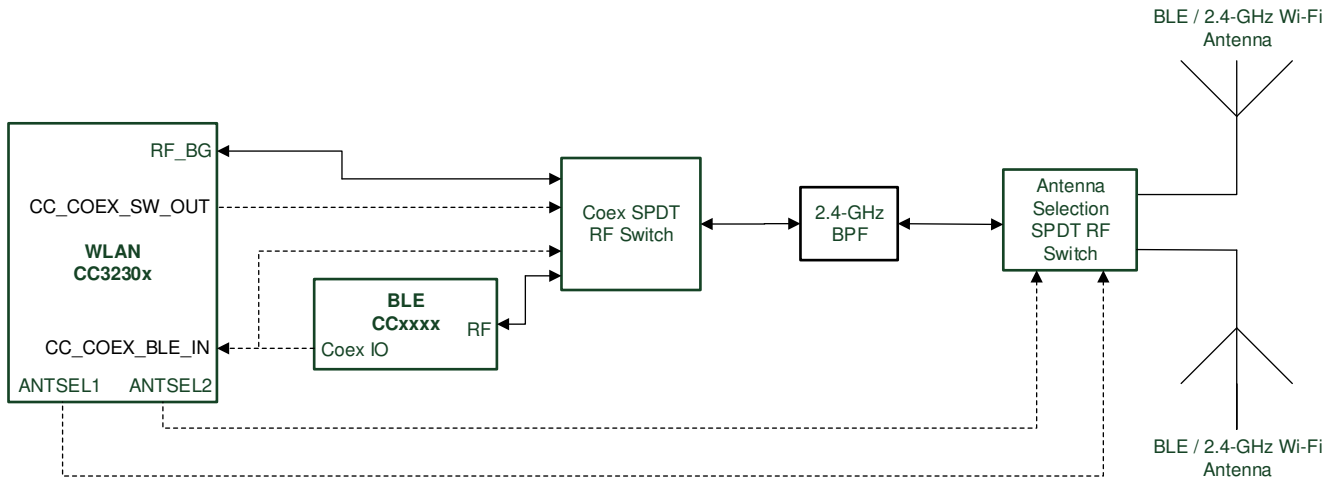 BLE / 2.4-GHz Wi-Fi
Antenna
RF_BG
CC_COEX_SW_OUT
WLAN
CC3230x
CC_COEX_BLE_IN
ANTSEL1 ANTSEL2
BLE
CCxxxx
RF
Coex IO
Coex SPDT
RF Switch
2.4-GHz
BPF
Antenna
Selection
SPDT RF
Switch
BLE / 2.4-GHz Wi-Fi
Antenna